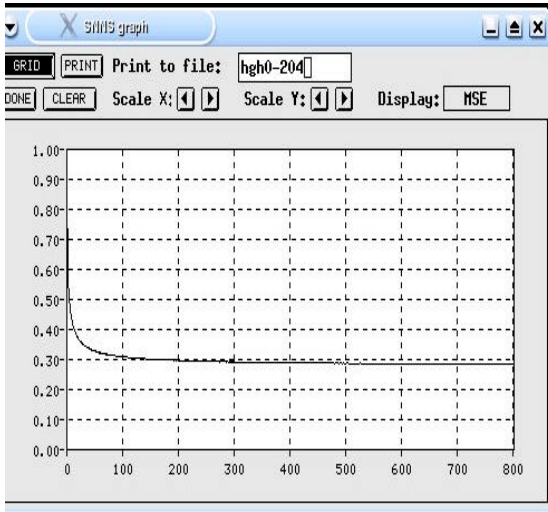 SNNS graph
GRID PRINT Print to file: hgh0-204
DONE CLEAR Scale X: Scale Y: Display: MSE
1.00
0.90
0.80
0.70
0.60
0.50
0.40
0.30
0.20
0.10
0.00
0 100 200 300 400 500 600 700 800